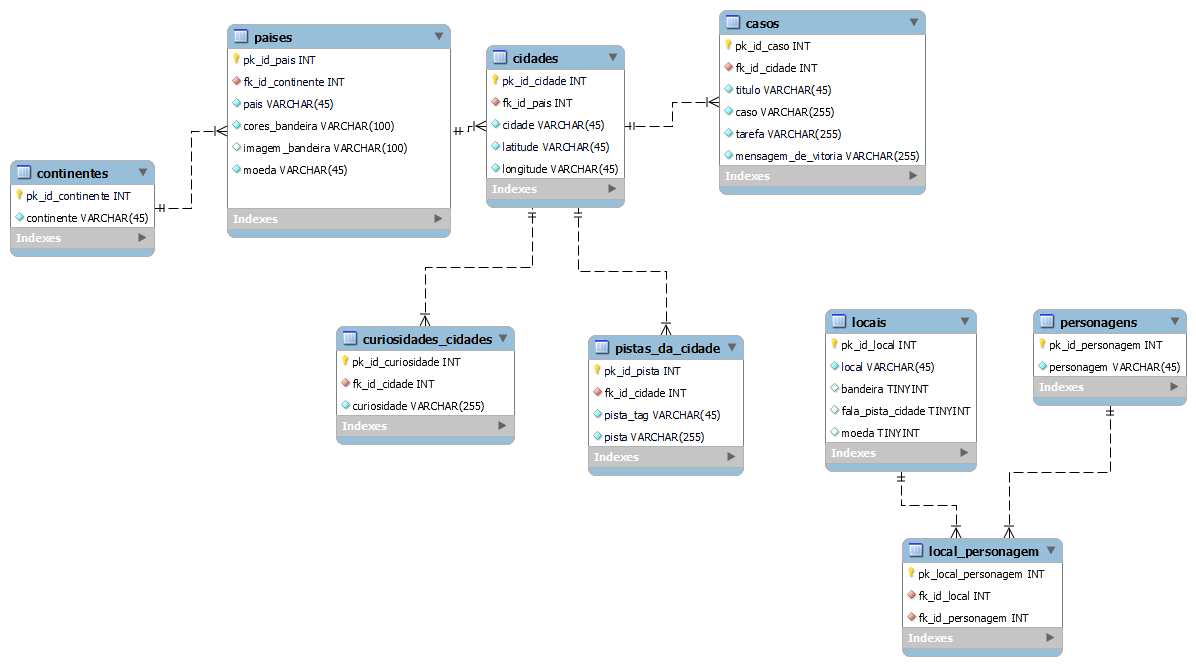 continentes
pk_id_continente INT
continente VARCHAR(45)
Indexes
paises
pk_id_pais INT
fk_id_continente INT
pais VARCHAR(45)
cores_bandeira VARCHAR(100)
imagem_bandeira VARCHAR(100)
moeda VARCHAR(45)
Indexes
cidades
pk_id_cidade INT
fk_id_pais INT
cidade VARCHAR(45)
latitude VARCHAR(45)
longitude VARCHAR(45)
Indexes
casos
pk_id_caso INT
fk_id_cidade INT
titulo VARCHAR(45)
caso VARCHAR(255)
tarefa VARCHAR(255)
mensagem_de_vitoria VARCHAR(255)
Indexes
curiosidades_cidades
pk_id_curiosidade INT
fk_id_cidade INT
curiosidade VARCHAR(255)
Indexes
pistas_da_cidade
pk_id_pista INT
fk_id_cidade INT
pista_tag VARCHAR(45)
pista VARCHAR(255)
Indexes
locais
pk_id_local INT
local VARCHAR(45)
bandeira TINYINT
fala_pista_cidade TINYINT
moeda TINYINT
Indexes
personagens
pk_id_personagem INT
personagem VARCHAR(45)
Indexes
local_personagem
pk_local_personagem INT
fk_id_local INT
fk_id_personagem INT
Indexes